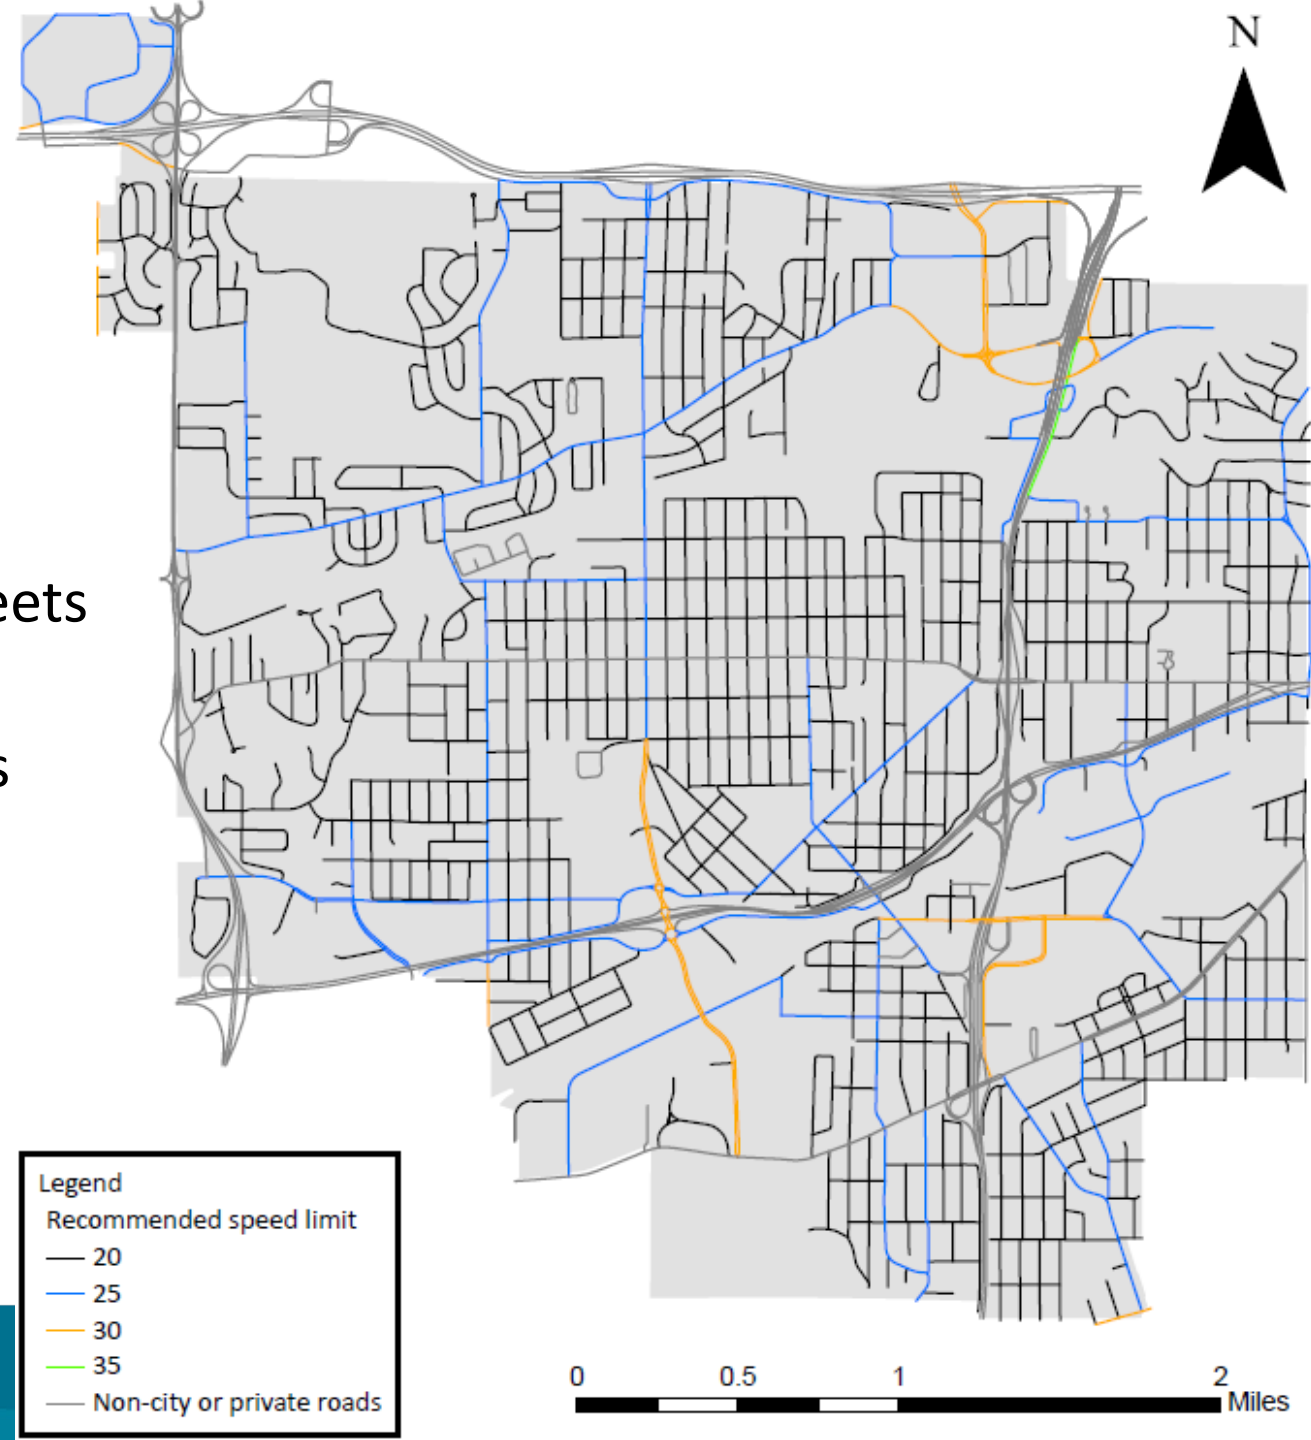 N
eets
s
Legend
Recommended speed limit
20
25
30
35
Non-city or private roads
0 0.5 1 2
Miles